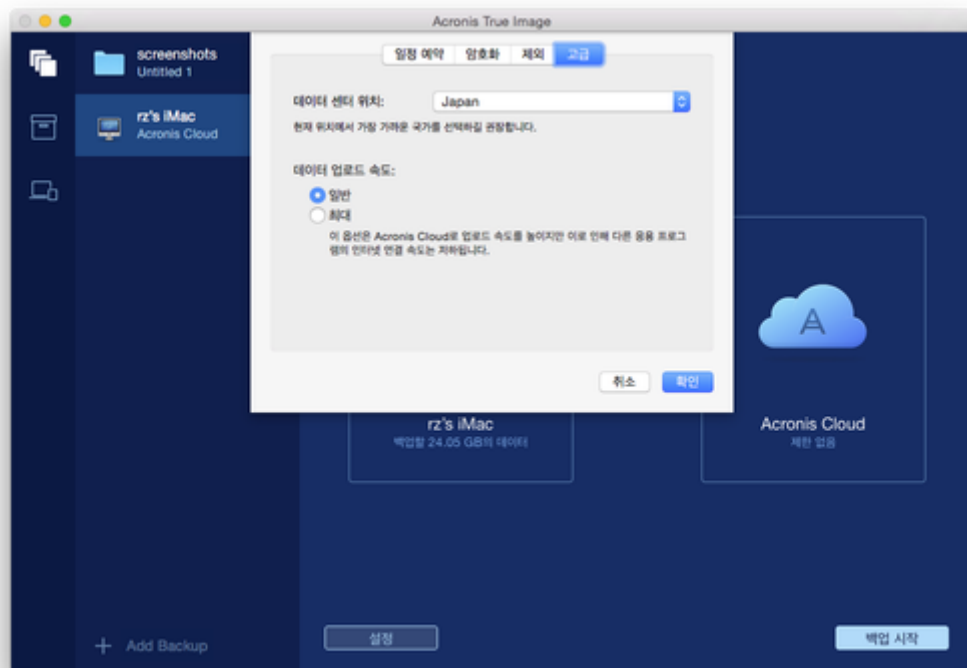 Acronis True Image
screenshots
Untitled 1
rz's iMac
Acronis Cloud
일정 예약 암호화 제외 고급
데이터 센터 위치: Japan
현재 위치에서 가장 가까운 국가를 선택하길 권장합니다.
데이터 업로드 속도:
일반
최대
이 옵션은 Acronis Cloud로 업로드 속도를 높이지만 이로 인해 다른 응용 프로그
램의 인터넷 연결 속도는 저하됩니다.
취소 확인
rz's iMac
백업할 24.05 GB의 데이터
Acronis Cloud
제한 없음
Add Backup
설정
백업 시작